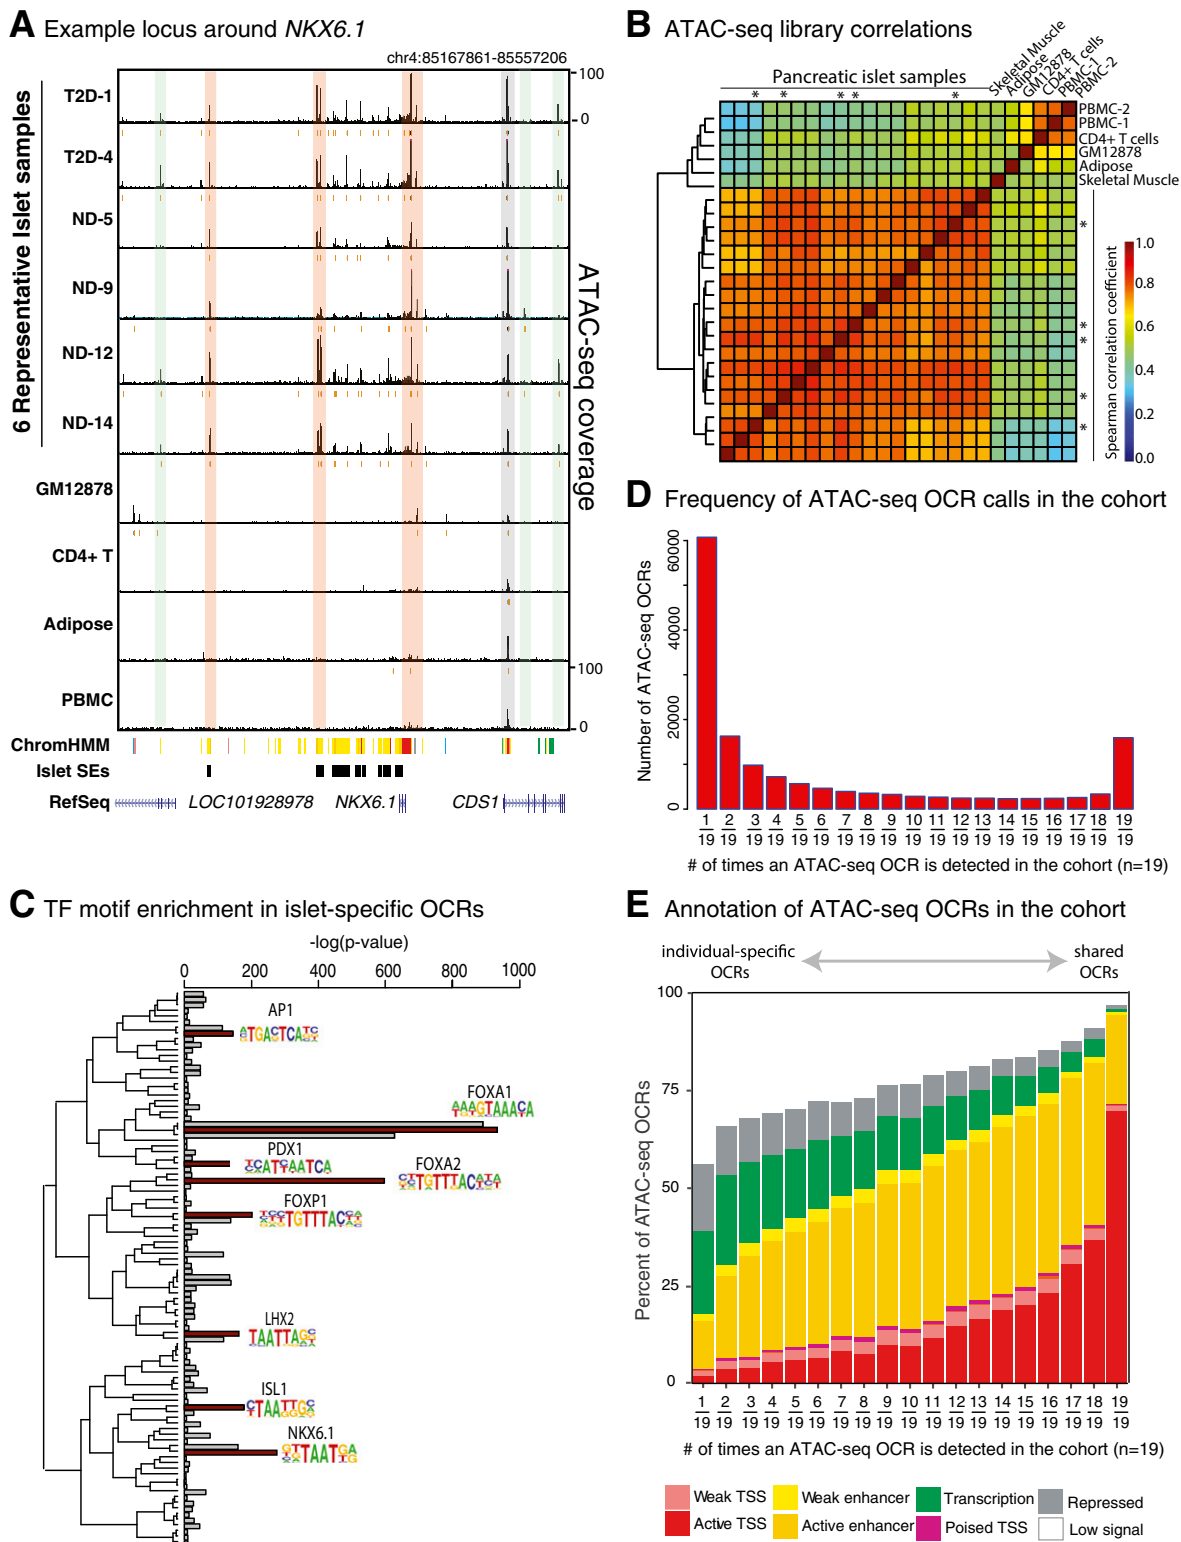 A Example locus around NKX6.1
chr4:85167861-85557206
6 Representative Islet samples
T2D-1
T2D-4
ND-5
ND-9
ND-12
ND-14
GM12878
CD4+ T
Adipose
PBMC
100
0
100
0
ATAC-seq coverage
ChromHMM
Islet SEs
RefSeq
LOC101928978
NKX6.1
CDS1
B ATAC-seq library correlations
Pancreatic islet samples
* * * * *
Skeletal Muscle
Adipose
GM12878
CD4+ T cells
PBMC-1
PBMC-2
PBMC-2
PBMC-1
CD4+ T cells
GM12878
Adipose
Skeletal Muscle
*
*
*
*
*
Spearman correlation coefficient
1.0
0.8
0.6
0.4
0.2
0.0
D Frequency of ATAC-seq OCR calls in the cohort
Number of ATAC-seq OCRs
60000
40000
20000
0
1 2 3 4 5 6 7 8 9 10 11 12 13 14 15 16 17 18 19
19 19 19 19 19 19 19 19 19 19 19 19 19 19 19 19 19 19 19
# of times an ATAC-seq OCR is detected in the cohort (n=19)
C TF motif enrichment in islet-specific OCRs
-log(p-value)
0 200 400 600 800 1000
AP1
ATGACTCATC
FOXA1
AAAGTAAACA
PDX1
TCATCAATCA
FOXA2
CTTGTTTACATA
FOXP1
TGTTTAC
LHX2
TAATTAG
ISL1
CTAATTG
NKX6.1
TTAATGA
E Annotation of ATAC-seq OCRs in the cohort
individual-specific
OCRs
shared
OCRs
Percent of ATAC-seq OCRs
100
75
50
25
0
1 2 3 4 5 6 7 8 9 10 11 12 13 14 15 16 17 18 19
19 19 19 19 19 19 19 19 19 19 19 19 19 19 19 19 19 19 19
# of times an ATAC-seq OCR is detected in the cohort (n=19)
Weak TSS
Weak enhancer
Transcription
Repressed
Active TSS
Active enhancer
Poised TSS
Low signal